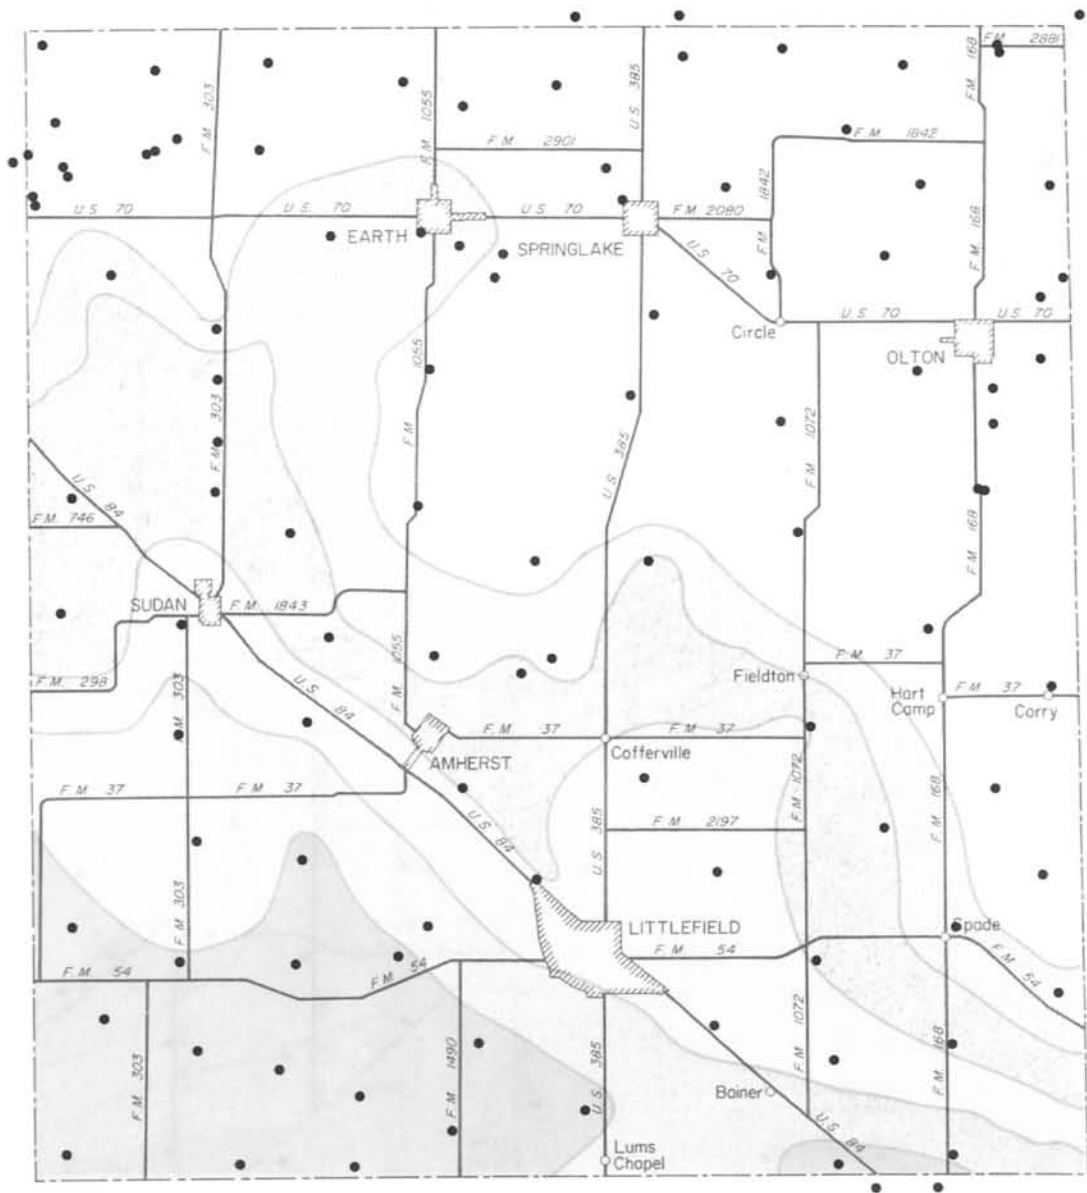 F.M. 2881
F. M. 303
F. M. 1055
U. S. 385
F.M. 168
F. M. 2901
F. M. 1842
F.M. 1842
U.S. 70
U.S. 70
U.S. 70
F M 2080
F.M. 168
EARTH
SPRINGLAKE
U.S. 70
Circle
U.S. 70
U.S. 70
OLTON
F.M. 303
F.M. 1055
U.S. 385
F.M. 1072
F.M. 168
U.S. 84
F.M. 746
SUDAN
F.M. 1843
F.M. 298
F.M. 303
U.S. 84
F.M. 1055
AMHERST
F. M. 37
Cofferville
F. M. 37
Fieldton
F.M. 37
Hart
Camp
F M 37
Corry
F.M. 37
F.M. 37
U.S. 84
U.S. 385
F.M. 2197
F.M. 1072
F.M. 168
F.M. 303
LITTLEFIELD
F.M. 54
Spade
F.M. 54
F.M. 54
F M 54
F.M. 303
F.M. 1490
U.S. 385
F.M. 1072
F.M. 168
Bainer
U.S. 84
Lums
Chapel